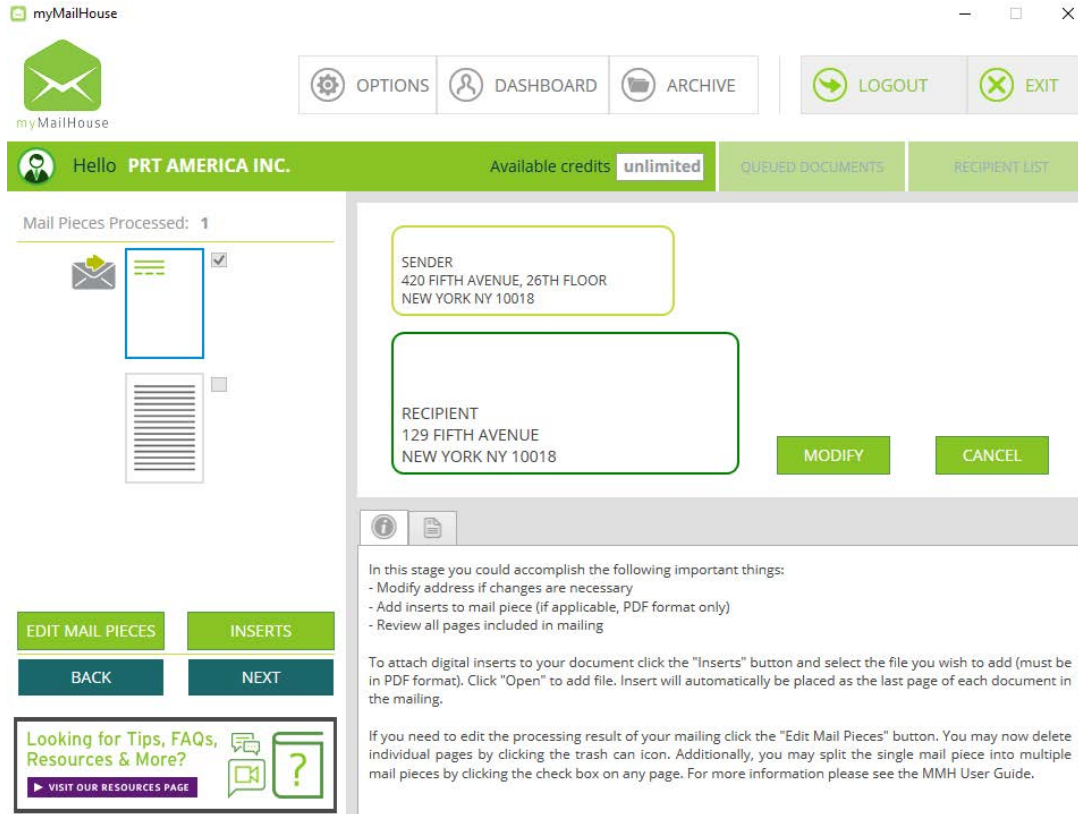 myMailHouse
myMailHouse
OPTIONS
DASHBOARD
ARCHIVE
LOGOUT
EXIT
Hello PRT AMERICA INC.
Available credits unlimited
QUEUED DOCUMENTS
RECIPIENT LIST
Mail Pieces Processed: 1
SENDER
420 FIFTH AVENUE, 26TH FLOOR
NEW YORK NY 10018
RECIPIENT
129 FIFTH AVENUE
NEW YORK NY 10018
MODIFY
CANCEL
In this stage you could accomplish the following important things:
- Modify address if changes are necessary
- Add inserts to mail piece (if applicable, PDF format only)
- Review all pages included in mailing
To attach digital inserts to your document click the "Inserts" button and select the file you wish to add (must be
in PDF format). Click "Open" to add file. Insert will automatically be placed as the last page of each document in
the mailing.
If you need to edit the processing result of your mailing click the "Edit Mail Pieces" button. You may now delete
individual pages by clicking the trash can icon. Additionally, you may split the single mail piece into multiple
mail pieces by clicking the check box on any page. For more information please see the MMH User Guide.
EDIT MAIL PIECES
INSERTS
BACK
NEXT
Looking for Tips, FAQs,
Resources & More?
VISIT OUR RESOURCES PAGE
?